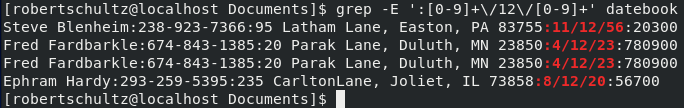 [robertschultz@localhost Documents]$ grep -E ':[0-9]+\/12\/[0-9]+' datebook
Steve Blenheim:238-923-7366:95 Latham Lane, Easton, PA 83755:11/12/56:20300
Fred Fardbarkle:674-843-1385:20 Parak Lane, Duluth, MN 23850:4/12/23:780900
Fred Fardbarkle:674-843-1385:20 Parak Lane, Duluth, MN 23850:4/12/23:780900
Ephram Hardy:293-259-5395:235 CarltonLane, Joliet, IL 73858:8/12/20:56700
[robertschultz@localhost Documents]$